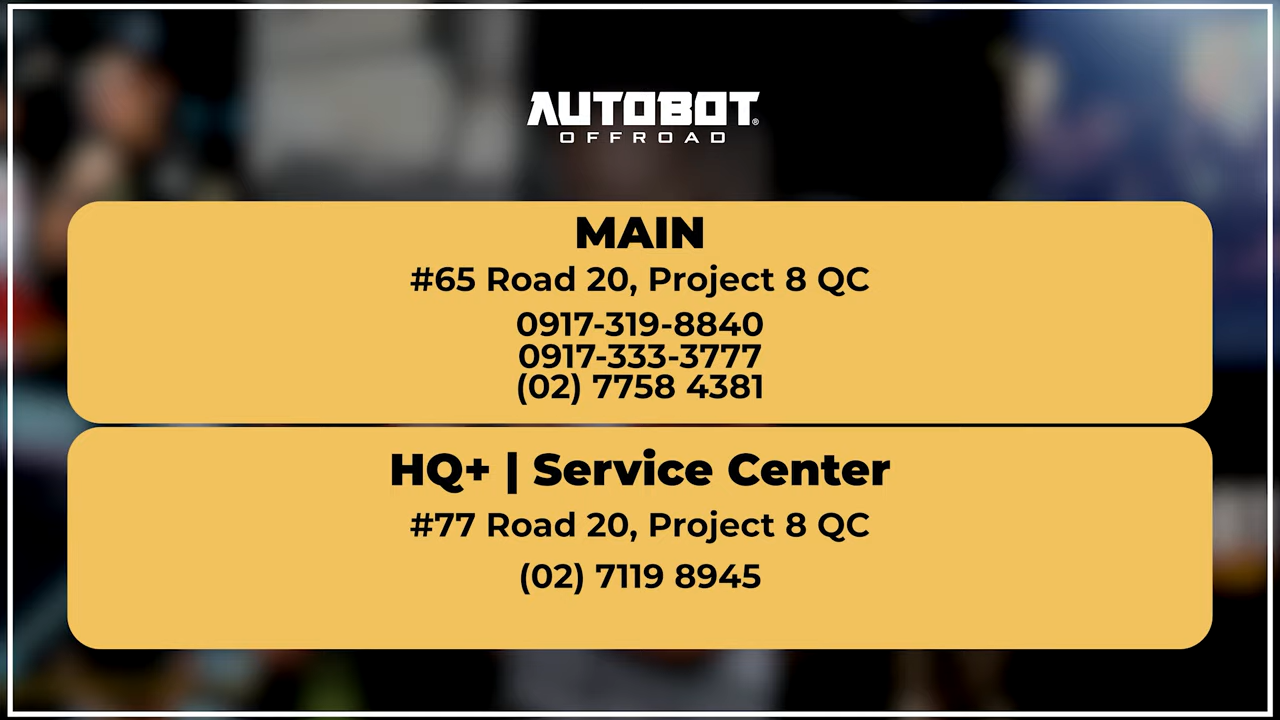 AUTOBOT®
OFFROAD
MAIN
#65 Road 20, Project 8 QC
0917-319-8840
0917-333-3777
(02) 7758 4381
HQ+ | Service Center
#77 Road 20, Project 8 QC
(02) 7119 8945